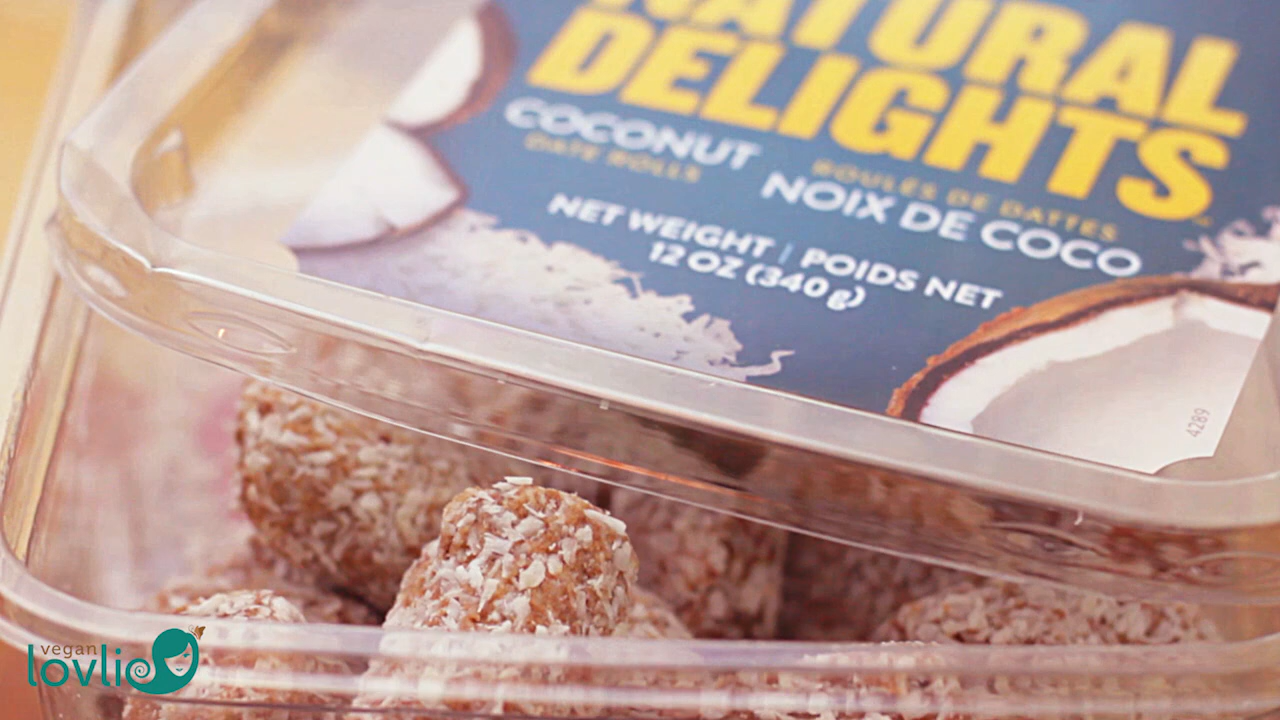 NATURAL
DELIGHTS
COCONUT
DATE ROLLS
ROULÉS DE DATTES
NOIX DE COCO
NET WEIGHT | POIDS NET
12 OZ (340 g)
4289
vegan
lovlie